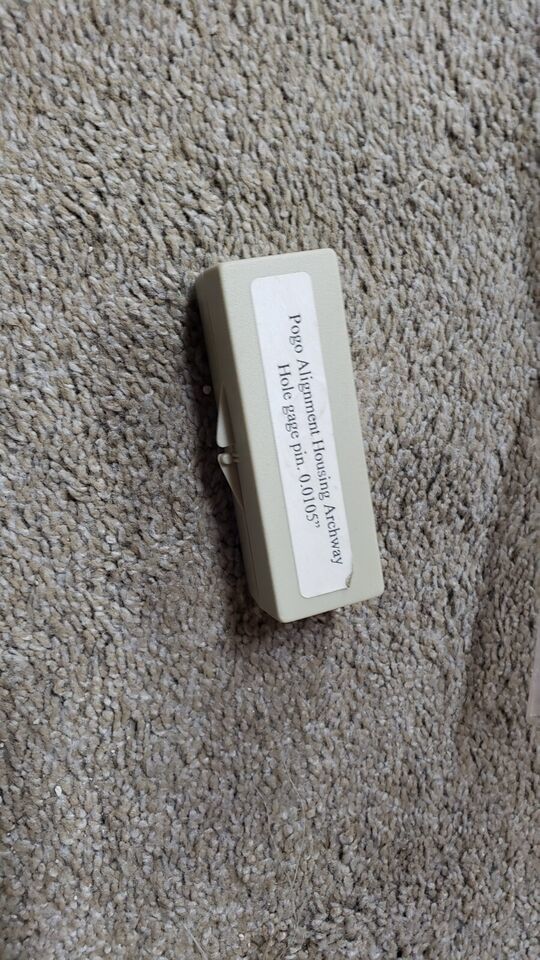 Pogo Alignment Housing Archway
Hole gage pin. 0.0105”